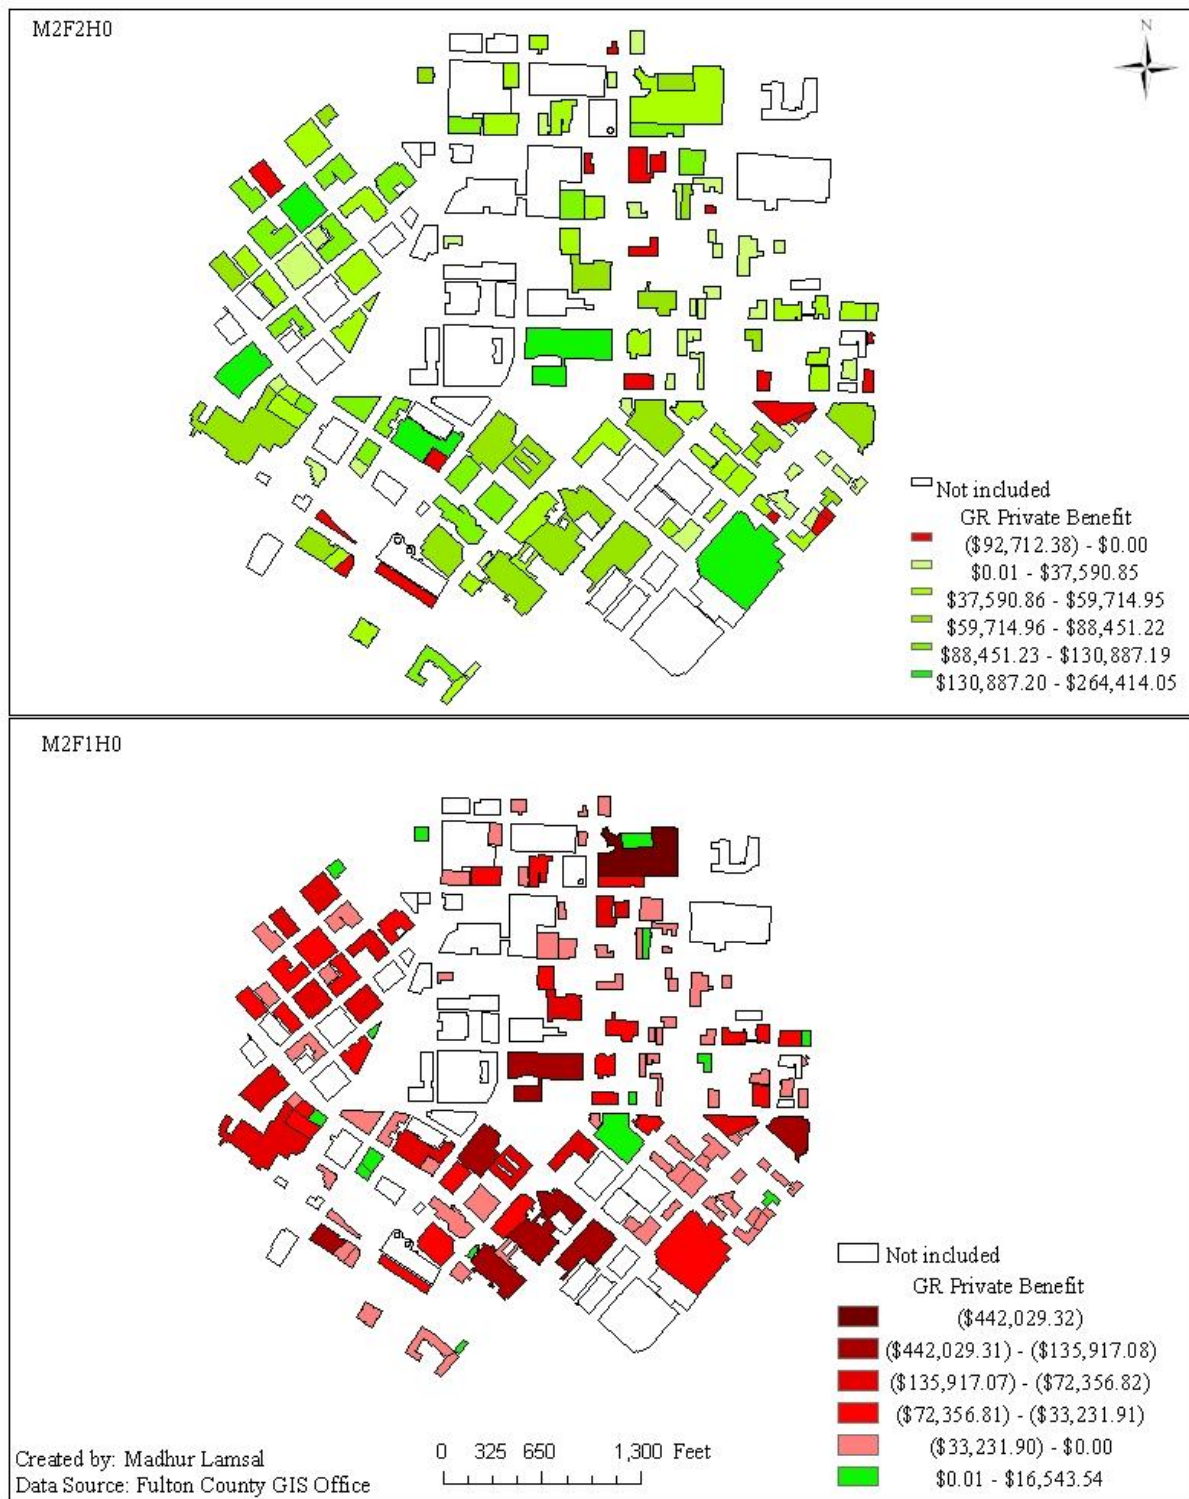 M2F2H0
N
Not included
GR Private Benefit
($92,712.38) - $0.00
$0.01 - $37,590.85
$37,590.86 - $59,714.95
$59,714.96 - $88,451.22
$88,451.23 - $130,887.19
$130,887.20 - $264,414.05
M2F1H0
Not included
GR Private Benefit
($442,029.32)
($442,029.31) - ($135,917.08)
($135,917.07) - ($72,356.82)
($72,356.81) - ($33,231.91)
($33,231.90) - $0.00
$0.01 - $16,543.54
Created by: Madhur Lamsal
Data Source: Fulton County GIS Office
0 325 650 1,300 Feet